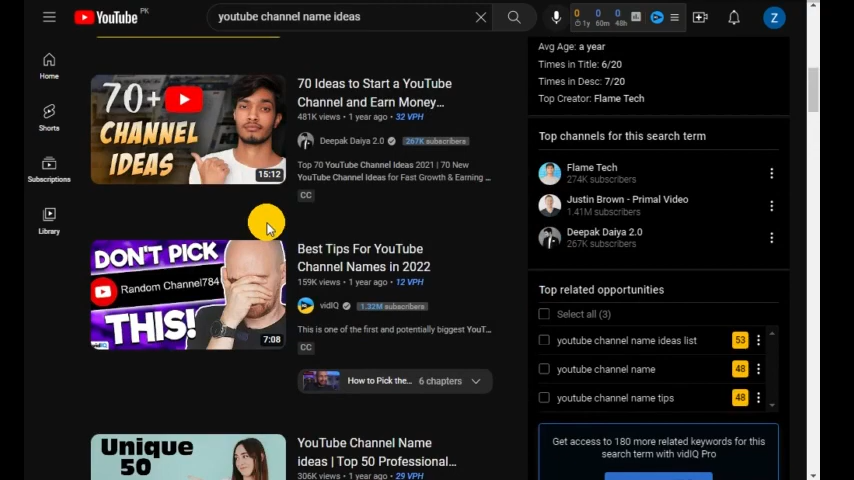 YouTube PK
youtube channel name ideas
0 0 0
1y 60m 48h
Z
Home
Shorts
Subscriptions
Library
70+
CHANNEL
IDEAS
15:12
70 Ideas to Start a YouTube
Channel and Earn Money...
481K views • 1 year ago • 32 VPH
Deepak Daiya 2.0 267K subscribers
Top 70 YouTube Channel Ideas 2021 | 70 New
YouTube Channel Ideas for Fast Growth & Earning ...
CC
DON'T PICK
Random Channel784
THIS!
7:08
Best Tips For YouTube
Channel Names in 2022
159K views • 1 year ago • 12 VPH
vidIQ 1.32M subscribers
This is one of the first and potentially biggest YouT...
CC
How to Pick the... 6 chapters
Unique
50
YouTube Channel Name
ideas | Top 50 Professional...
306K views • 1 year ago • 29 VPH
Avg Age: a year
Times in Title: 6/20
Times in Desc: 7/20
Top Creator: Flame Tech
Top channels for this search term
Flame Tech
274K subscribers
Justin Brown - Primal Video
1.41M subscribers
Deepak Daiya 2.0
267K subscribers
Top related opportunities
Select all (3)
youtube channel name ideas list 53
youtube channel name 48
youtube channel name tips 48
Get access to 180 more related keywords for this
search term with vidIQ Pro